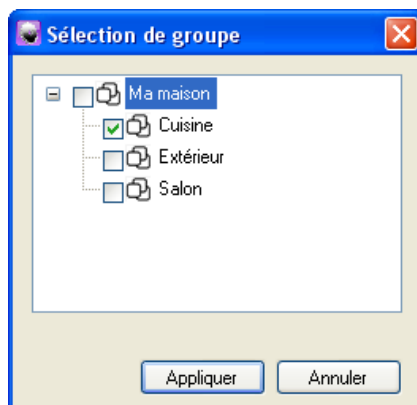 Sélection de groupe
Ma maison
Cuisine
Extérieur
Salon
Appliquer Annuler